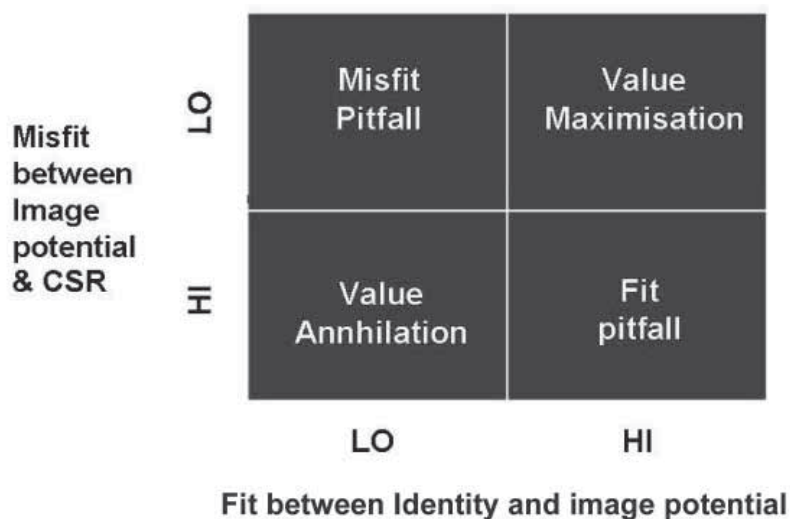 Misfit
between
Image
potential
& CSR
LO
HI
Misfit
Pitfall
Value
Maximisation
Value
Annhilation
Fit
pitfall
LO
HI
Fit between Identity and image potential